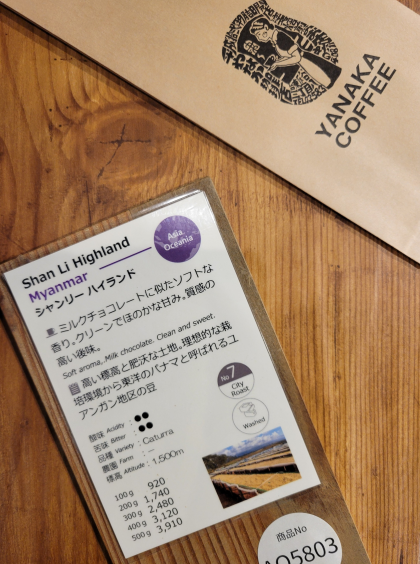 YANAKA
COFFEE
Asia
Oceania
Shan Li Highland
Myanmar
シャンリー ハイランド
ミルクチョコレートに似たソフトな
香り。クリーンでほのかな甘み。質感の
高い後味。
Soft aroma, Milk chocolate. Clean and sweet.
高い標高と肥沃な土地。理想的な栽
培環境から東洋のパナマと呼ばれるユ
アンガン地区の豆
No 7
City
Roast
Washed
酸味 Acidity :
苦味 Bitter :
品種 Variety : Caturra
農園 Farm : –
標高 Altitude : 1,500m
100g 920
200g 1,740
300g 2,480
400g 3,120
500g 3,910
商品No
AO5803